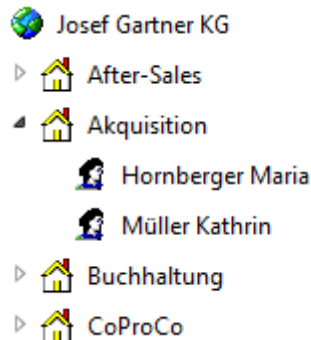 Josef Gartner KG
After-Sales
Akquisition
Hornberger Maria
Müller Kathrin
Buchhaltung
CoProCo